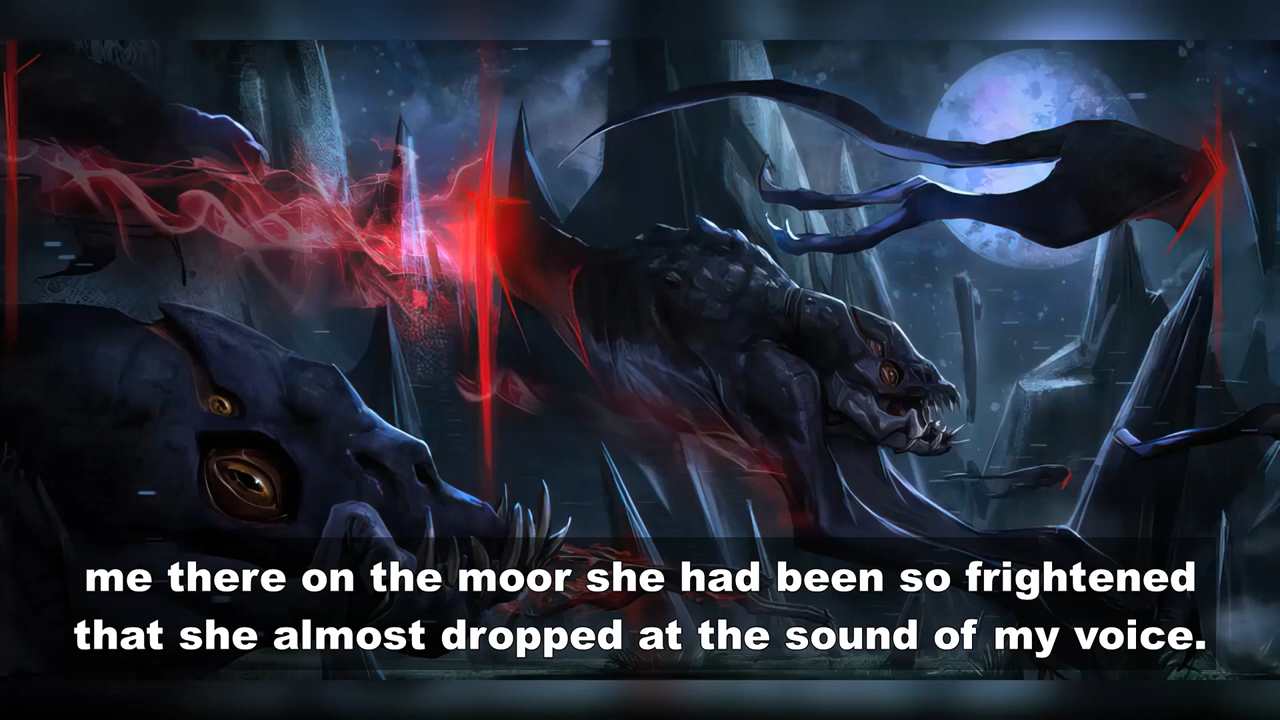 me there on the moor she had been so frightened
that she almost dropped at the sound of my voice.